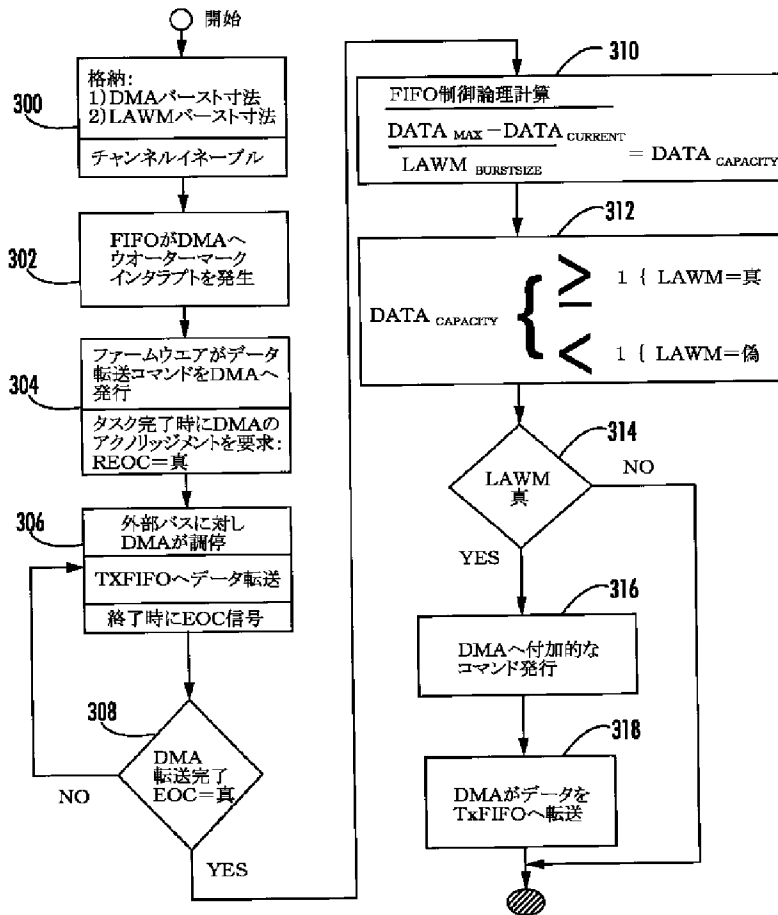 開始
300
格納:
1)DMAバースト寸法
2)LAWMバースト寸法
チャンネルイネーブル
302
FIFOがDMAへ
ウオーターマーク
インタラプトを発生
304
ファームウエアがデータ
転送コマンドをDMAへ
発行
タスク完了時にDMAの
アクノリッジメントを要求:
REOC=真
306
外部バスに対し
DMAが調停
TXFIFOへデータ転送
終了時にEOC信号
308
DMA
転送完了
EOC=真
NO
YES
310
FIFO制御論理計算
DATA MAX − DATA CURRENT
LAWM BURSTSIZE
= DATA CAPACITY
312
DATA CAPACITY
{
≥ 1 { LAWM=真
< 1 { LAWM=偽
314
LAWM
真
NO
YES
316
DMAへ付加的な
コマンド発行
318
DMAがデータを
TxFIFOへ転送